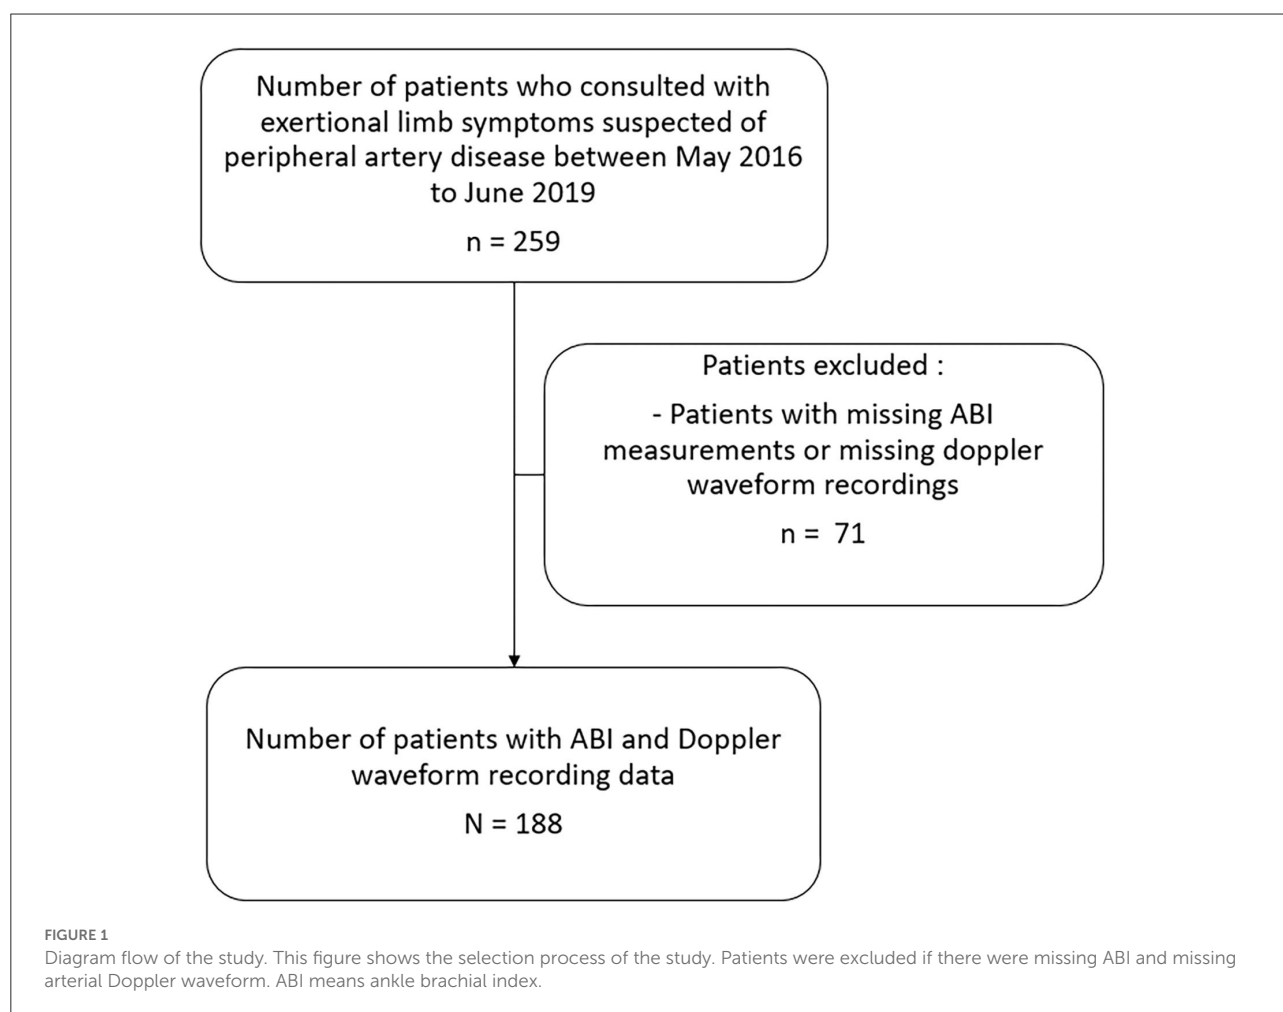 Number of patients who consulted with
exertional limb symptoms suspected of
peripheral artery disease between May 2016
to June 2019
n = 259
Patients excluded :
- Patients with missing ABI
measurements or missing doppler
waveform recordings
n = 71
Number of patients with ABI and Doppler
waveform recording data
N = 188
FIGURE 1
Diagram flow of the study. This figure shows the selection process of the study. Patients were excluded if there were missing ABI and missing
arterial Doppler waveform. ABI means ankle brachial index.